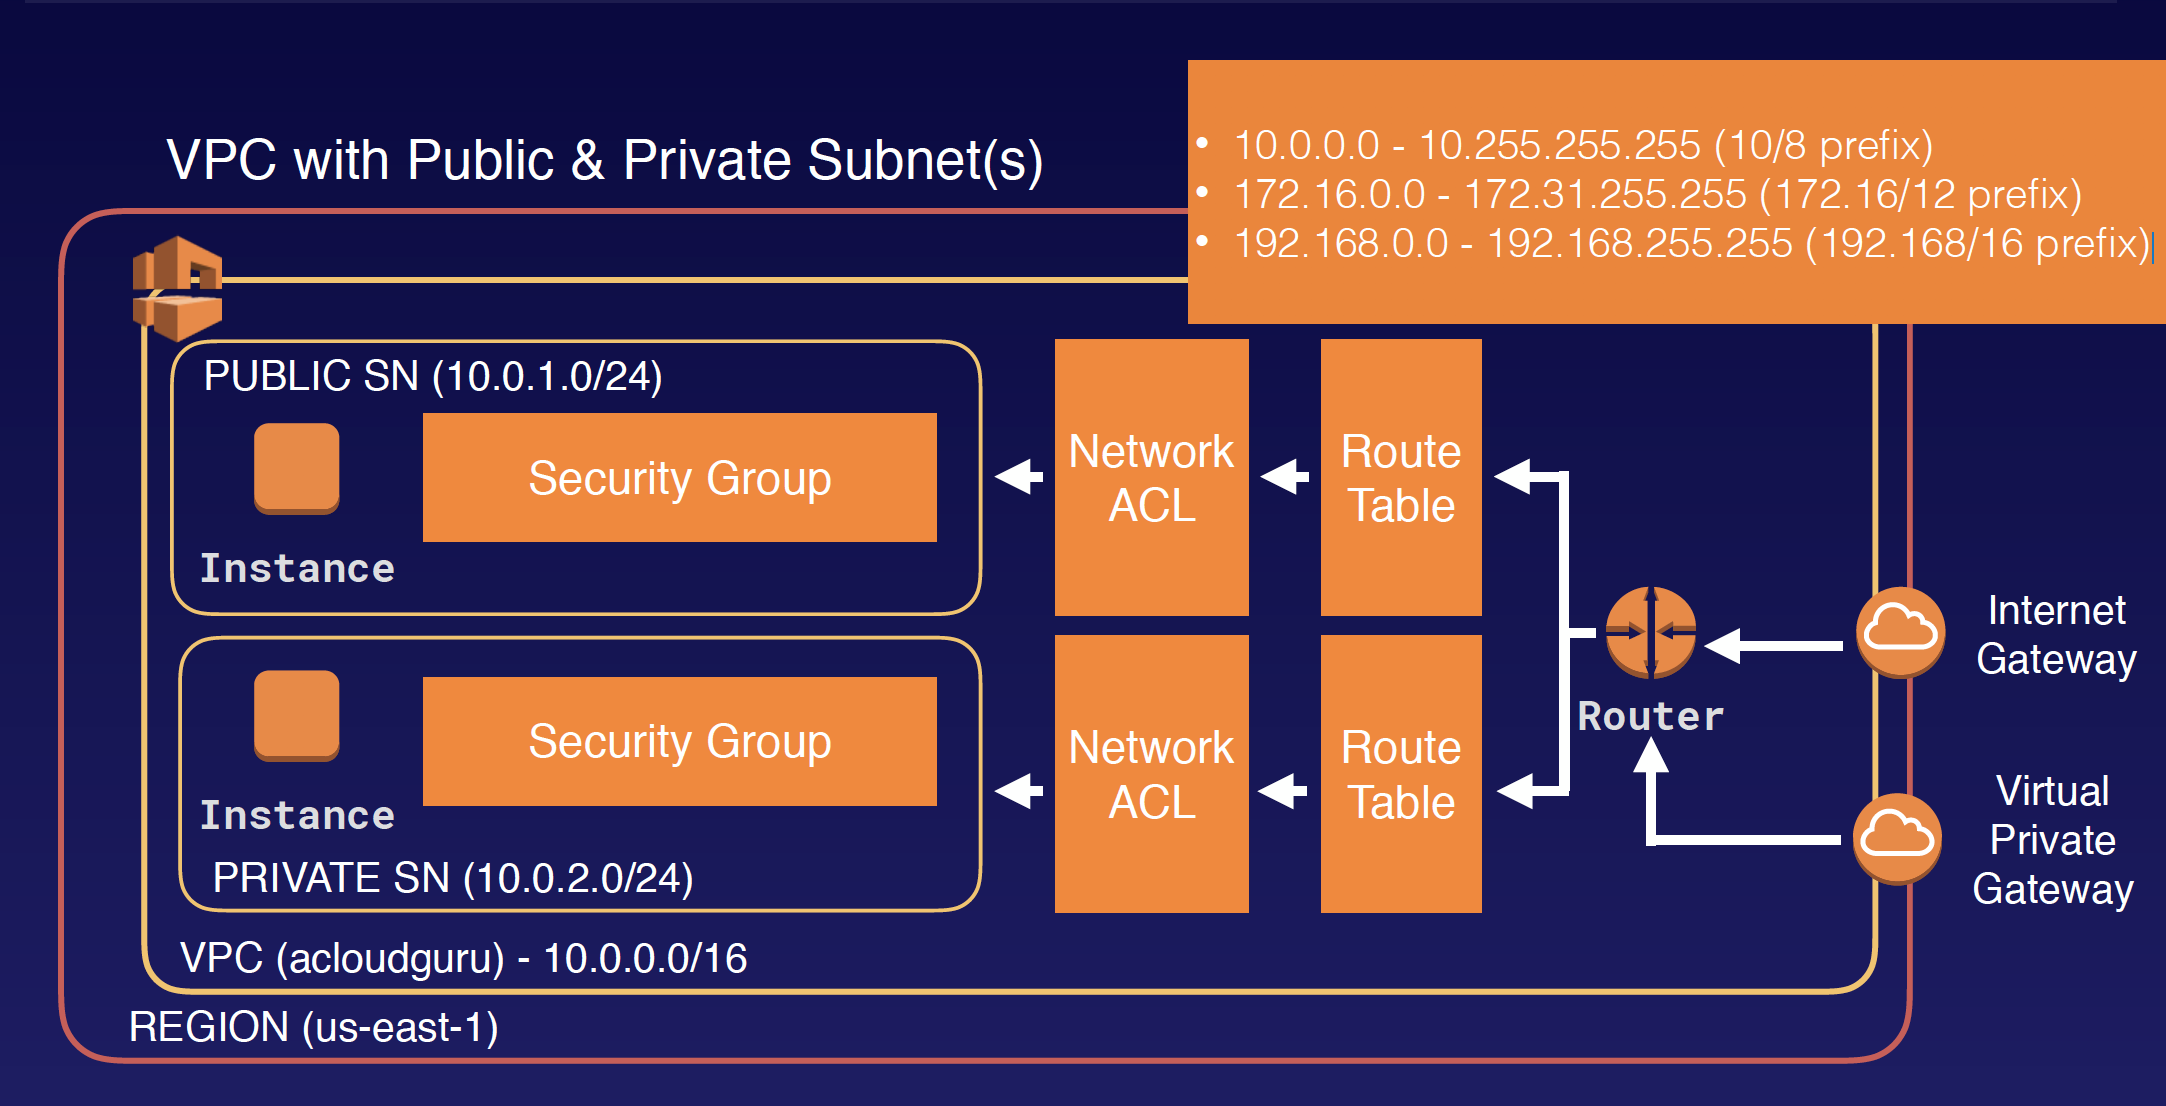 VPC with Public & Private Subnet(s)
• 10.0.0.0 - 10.255.255.255 (10/8 prefix)
• 172.16.0.0 - 172.31.255.255 (172.16/12 prefix)
• 192.168.0.0 - 192.168.255.255 (192.168/16 prefix)
PUBLIC SN (10.0.1.0/24)
Security Group
Instance
Network
ACL
Route
Table
Security Group
Instance
PRIVATE SN (10.0.2.0/24)
Network
ACL
Route
Table
Router
Internet
Gateway
Virtual
Private
Gateway
VPC (acloudguru) - 10.0.0.0/16
REGION (us-east-1)